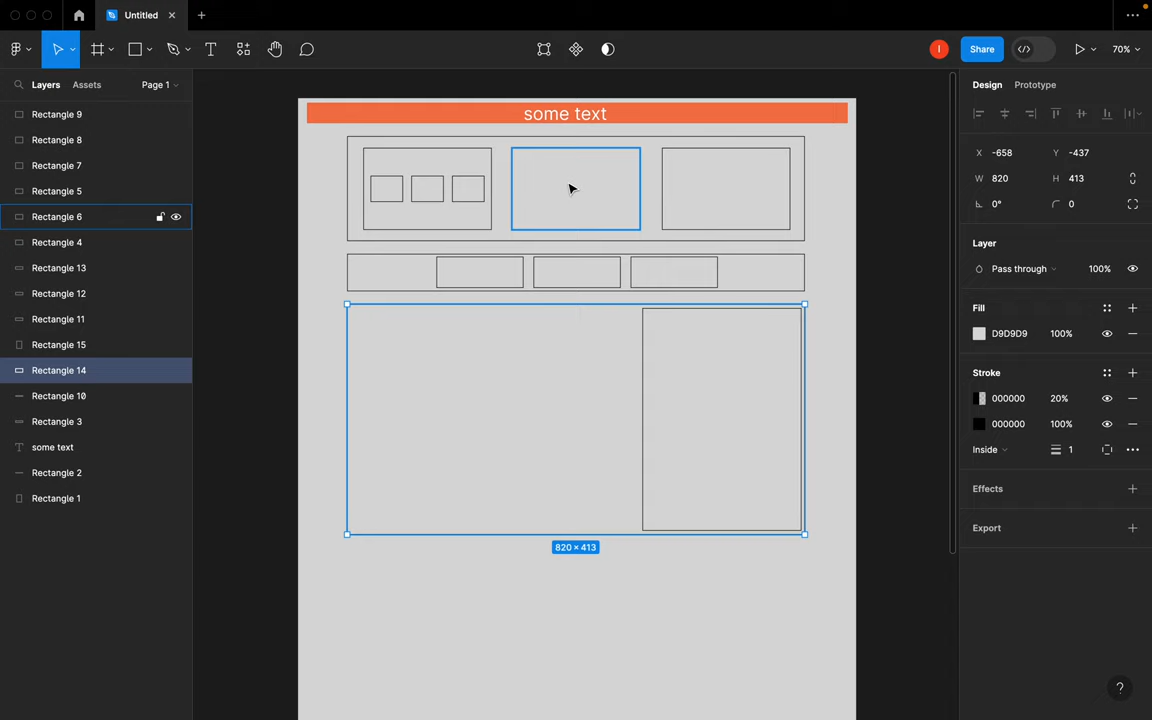 Untitled
I
Share
70%
Layers
Assets
Page 1
Design
Prototype
Rectangle 9
Rectangle 8
Rectangle 7
Rectangle 5
Rectangle 6
Rectangle 4
Rectangle 13
Rectangle 12
Rectangle 11
Rectangle 15
Rectangle 14
Rectangle 10
Rectangle 3
some text
Rectangle 2
Rectangle 1
some text
820 × 413
X -658 Y -437
W 820 H 413
0° 0
Layer
Pass through 100%
Fill
D9D9D9 100%
Stroke
000000 20%
000000 100%
Inside 1
Effects
Export
?